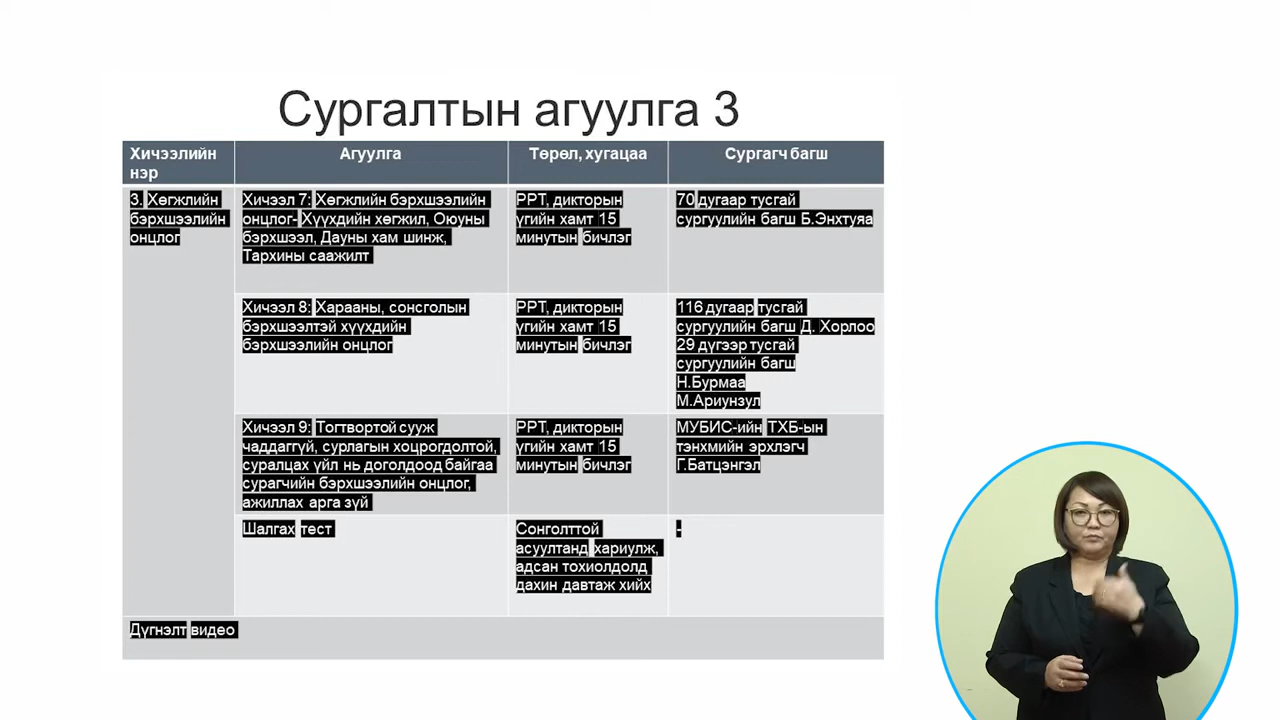 Сургалтын агуулга 3
Хичээлийн
нэр
Агуулга
Төрөл, хугацаа
Сургагч багш
3. Хөгжлийн
бэрхшээлийн
онцлог
Хичээл 7: Хөгжлийн бэрхшээлийн
онцлог- Хүүхдийн хөгжил, Оюуны
бэрхшээл, Дауны хам шинж,
Тархины саажилт
PPT, дикторын
үгийн хамт 15
минутын бичлэг
70 дугаар тусгай
сургуулийн багш Б.Энхтуяа
Хичээл 8: Харааны, сонсголын
бэрхшээлтэй хүүхдийн
бэрхшээлийн онцлог
PPT, дикторын
үгийн хамт 15
минутын бичлэг
116 дугаар тусгай
сургуулийн багш Д. Хорлоо
29 дүгээр тусгай
сургуулийн багш
Н.Бурмаа
М.Ариунзул
Хичээл 9: Тогтвортой сууж
чаддаггүй, сурлагын хоцрогдолтой,
суралцах үйл нь доголдоод байгаа
сурагчийн бэрхшээлийн онцлог,
ажиллах арга зүй
PPT, дикторын
үгийн хамт 15
минутын бичлэг
МУБИС-ийн ТХБ-ын
тэнхмийн эрхлэгч
Г.Батцэнгэл
Шалгах тест
Сонголттой
асуултанд хариулж,
адсан тохиолдолд
дахин давтаж хийх
-
Дүгнэлт видео